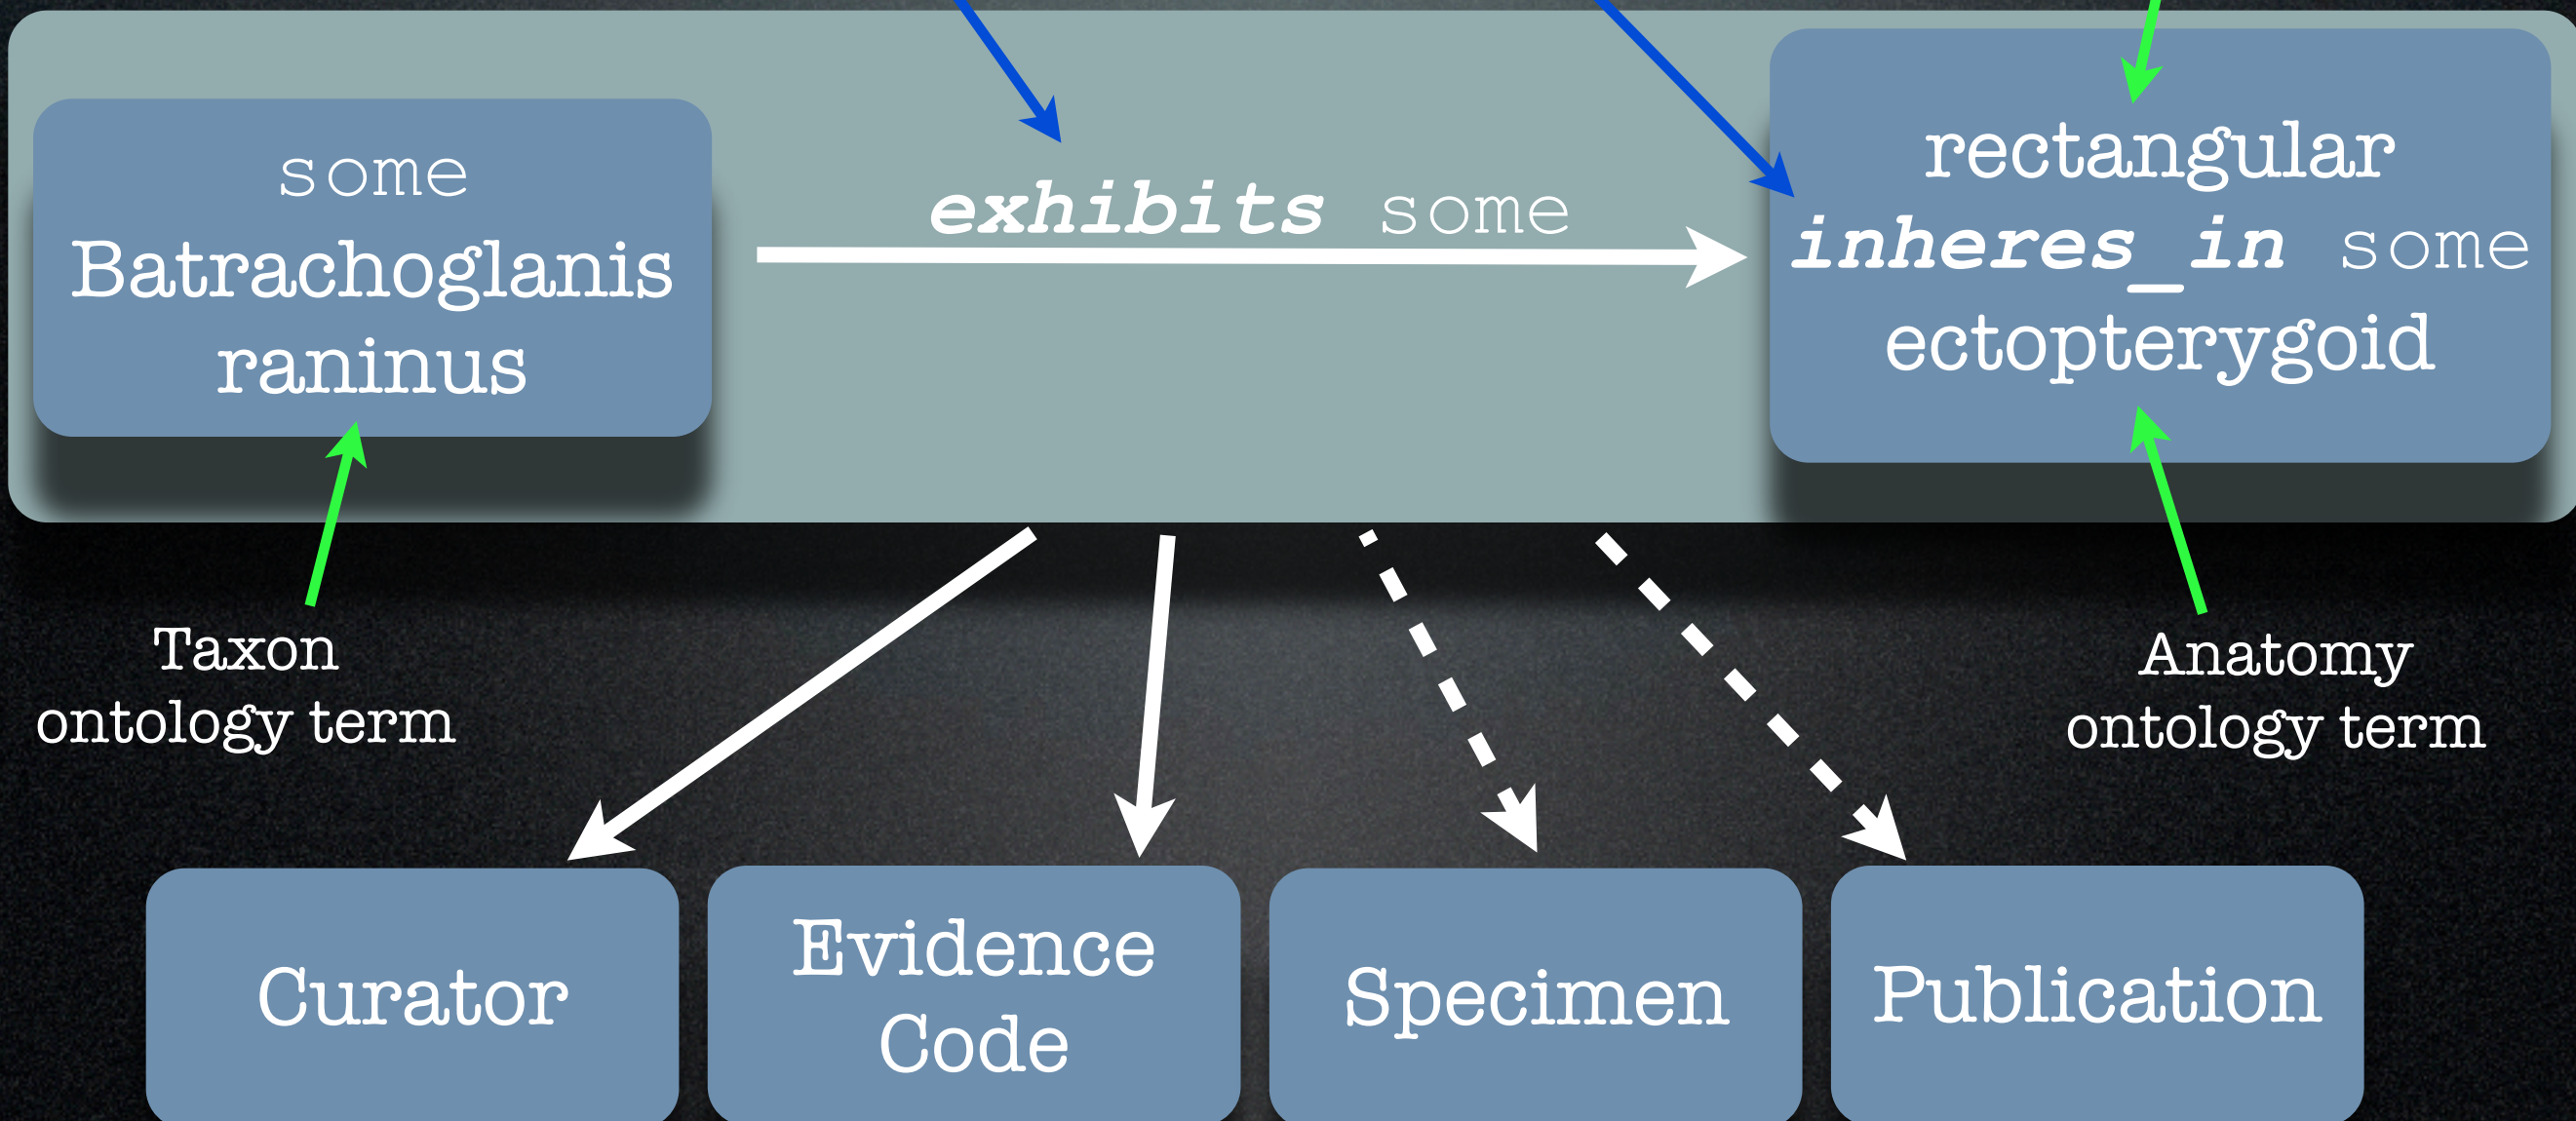 some
Batrachoglanis
raninus
exhibits some
rectangular
inheres_in some
ectopterygoid
Taxon
ontology term
Anatomy
ontology term
Curator
Evidence
Code
Specimen
Publication